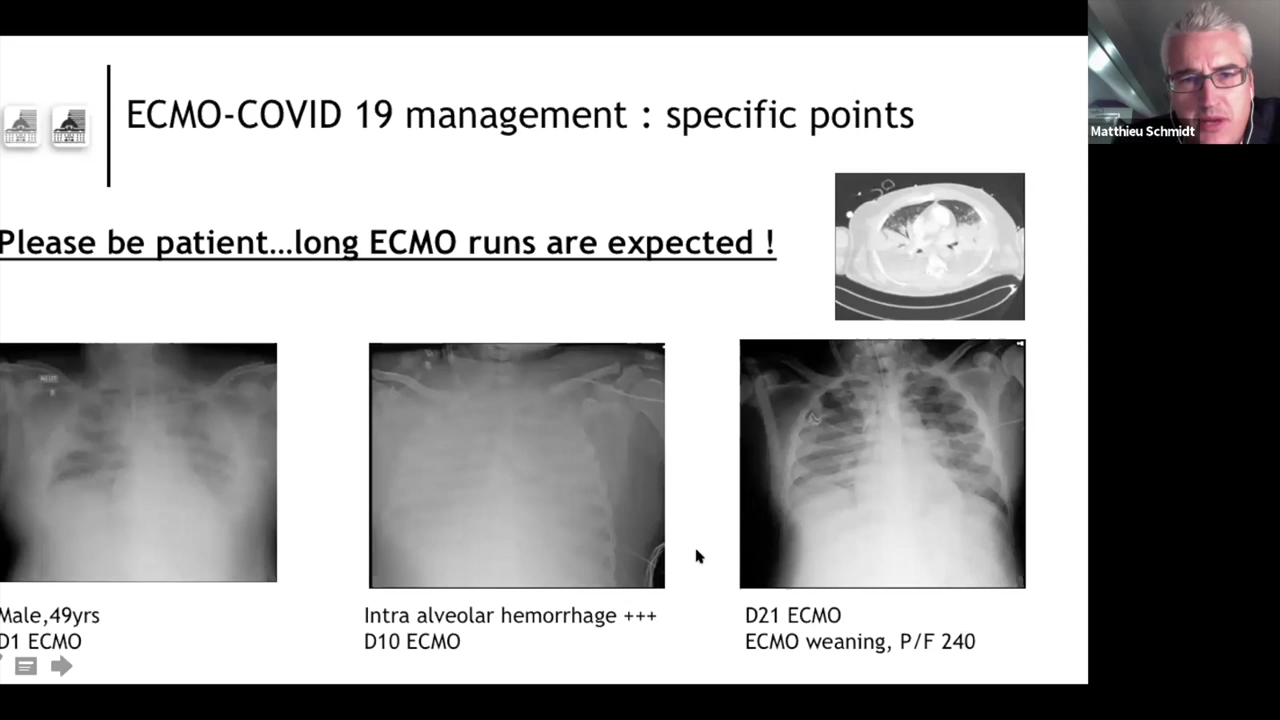 ECMO-COVID 19 management : specific points
Matthieu Schmidt
Please be patient...long ECMO runs are expected !
Male,49yrs
D1 ECMO
Intra alveolar hemorrhage +++
D10 ECMO
D21 ECMO
ECMO weaning, P/F 240